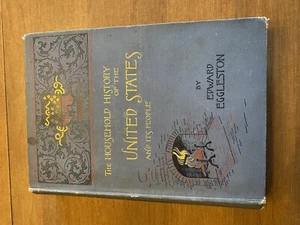 THE HOUSEHOLD HISTORY
OF THE
UNITED STATES
AND ITS PEOPLE
BY
EDWARD
EGGLESTON